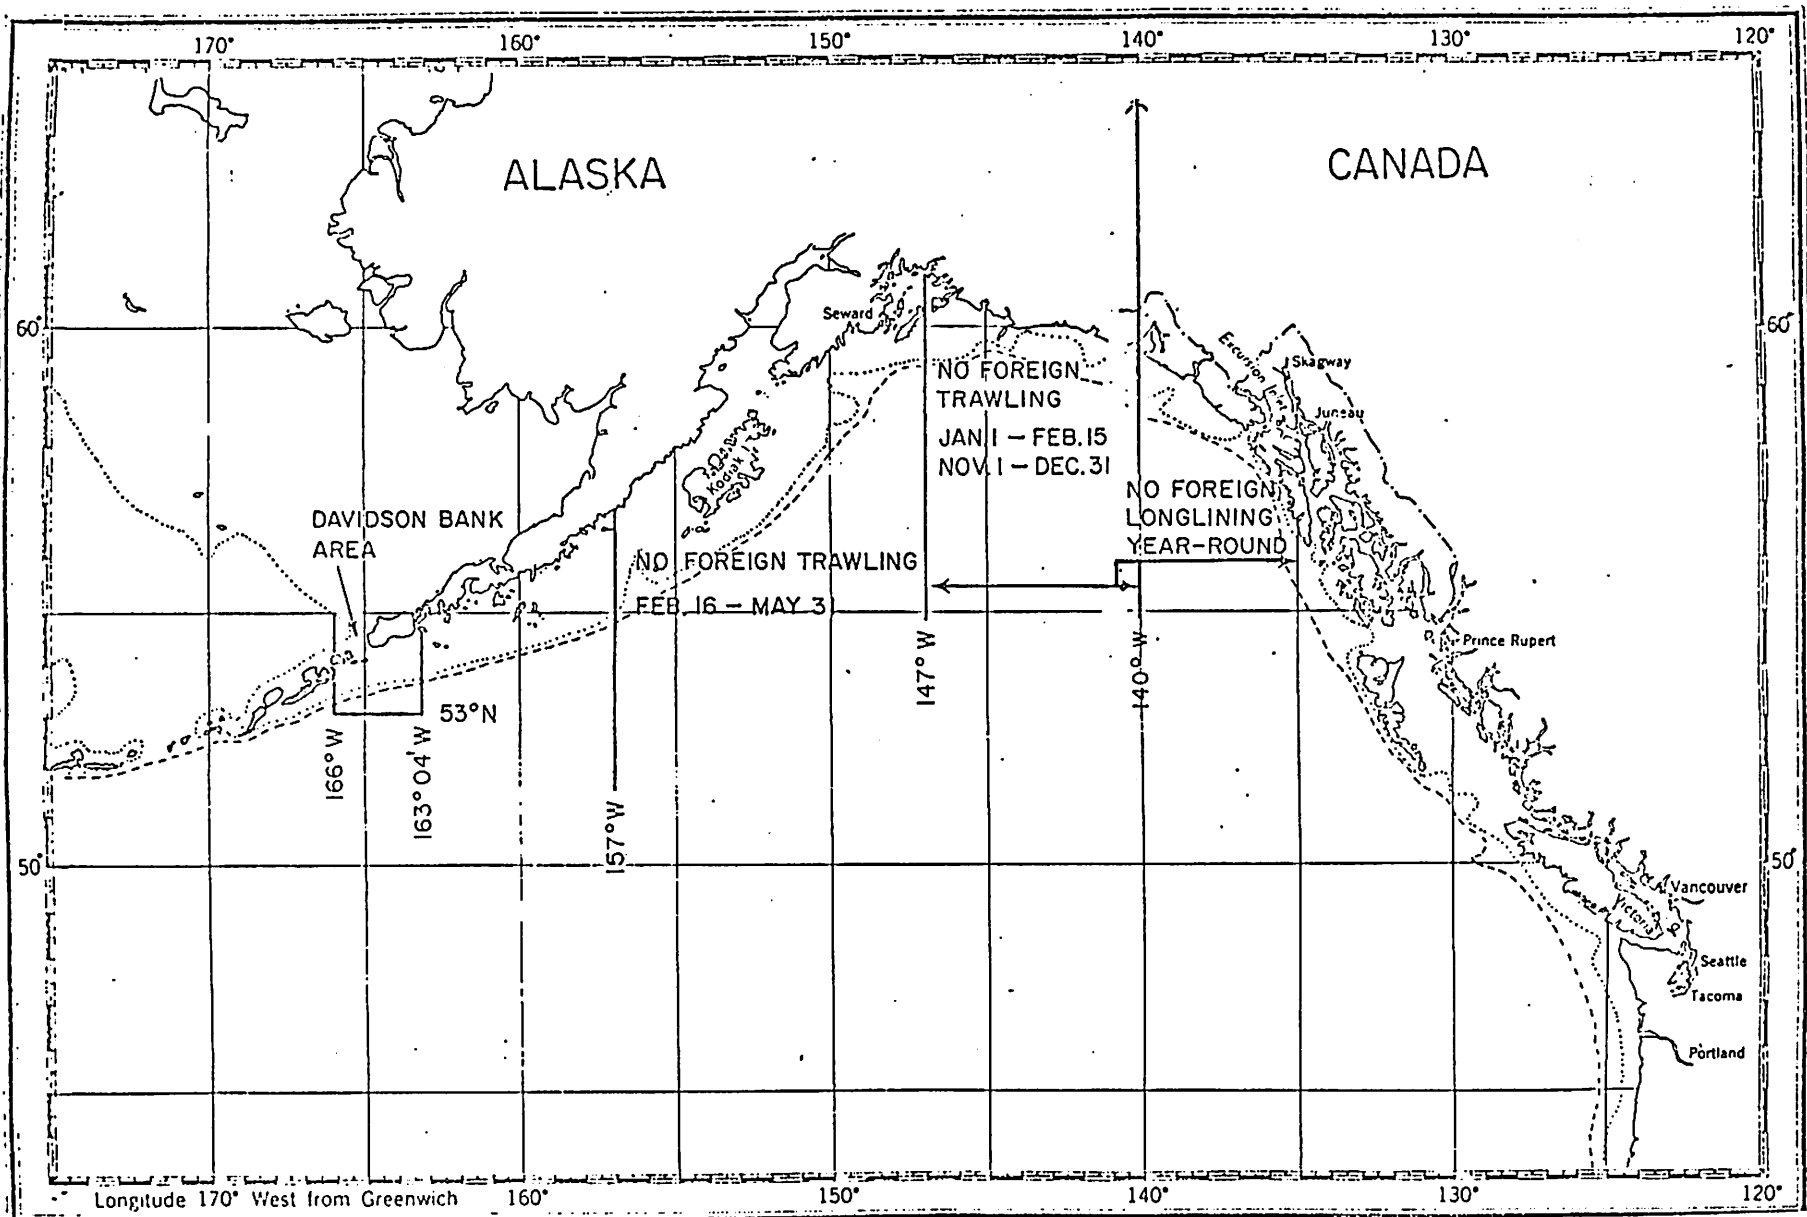 170° 160° 150° 140° 130° 120°
ALASKA
CANADA
60°
60°
Seward
Excursion Inlet
Skagway
Juneau
NO FOREIGN
TRAWLING
JAN. 1 – FEB. 15
NOV. 1 – DEC. 31
Kodiak I.
NO FOREIGN
LONGLINING
YEAR-ROUND
DAVIDSON BANK
AREA
NO FOREIGN TRAWLING
FEB. 16 – MAY 31
Prince Rupert
147° W
140° W
53°N
166° W
163° 04' W
157° W
50°
50°
Vancouver
Victoria
Seattle
Tacoma
Portland
Longitude 170° West from Greenwich 160° 150° 140° 130° 120°